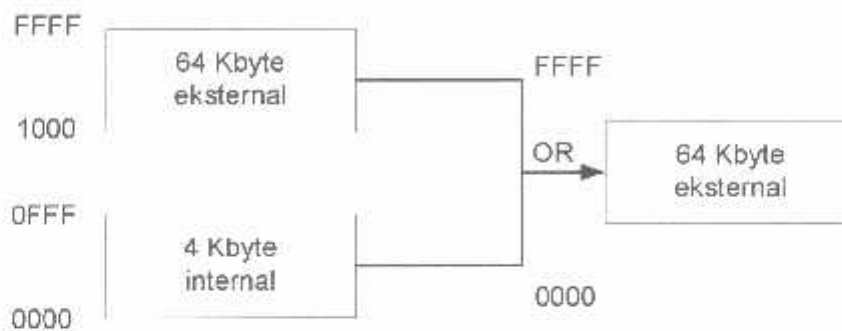 FFFF
64 Kbyte
eksternal
1000
0FFF
4 Kbyte
internal
0000
FFFF
OR
0000
64 Kbyte
eksternal